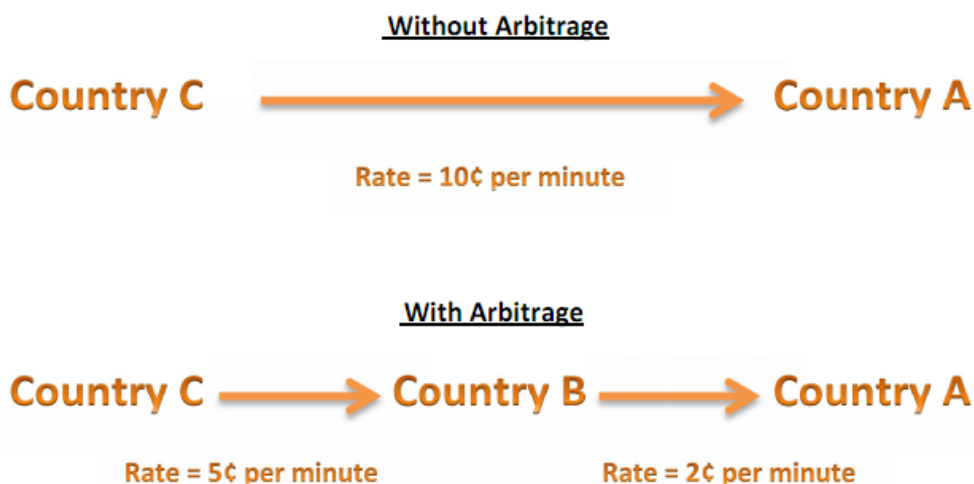 Without Arbitrage
Country C Country A
Rate = 10¢ per minute
With Arbitrage
Country C Country B Country A
Rate = 5¢ per minute Rate = 2¢ per minute